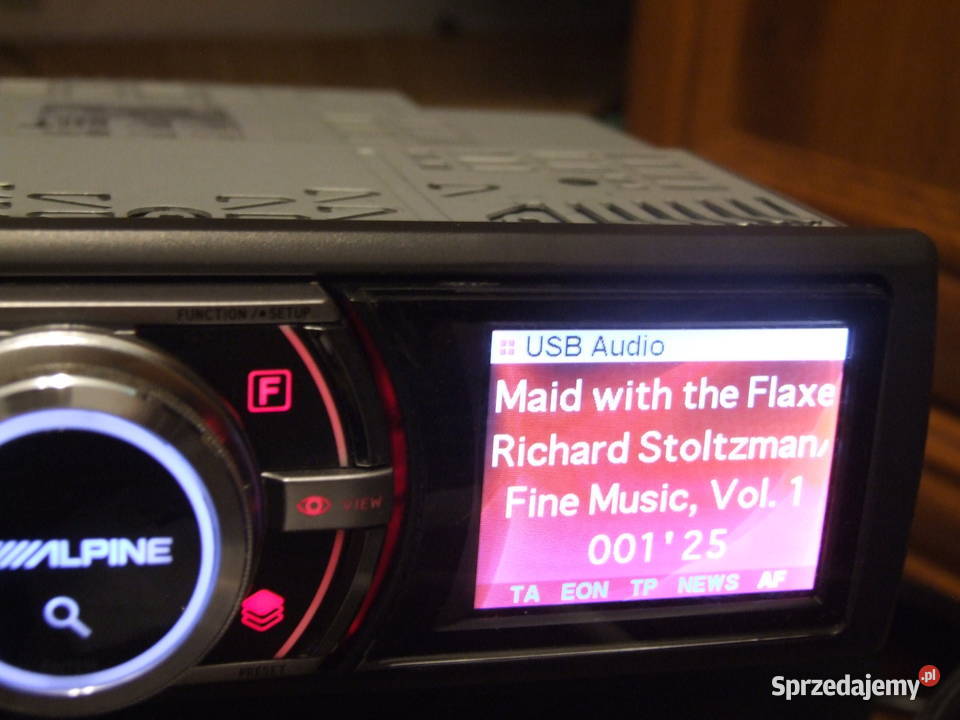 FUNCTION / • SETUP
F
VIEW
ALPINE
PRESET
USB Audio
Maid with the Flaxe
Richard Stoltzman/
Fine Music, Vol. 1
001'25
TA EON TP NEWS AF
Sprzedajemy.pl